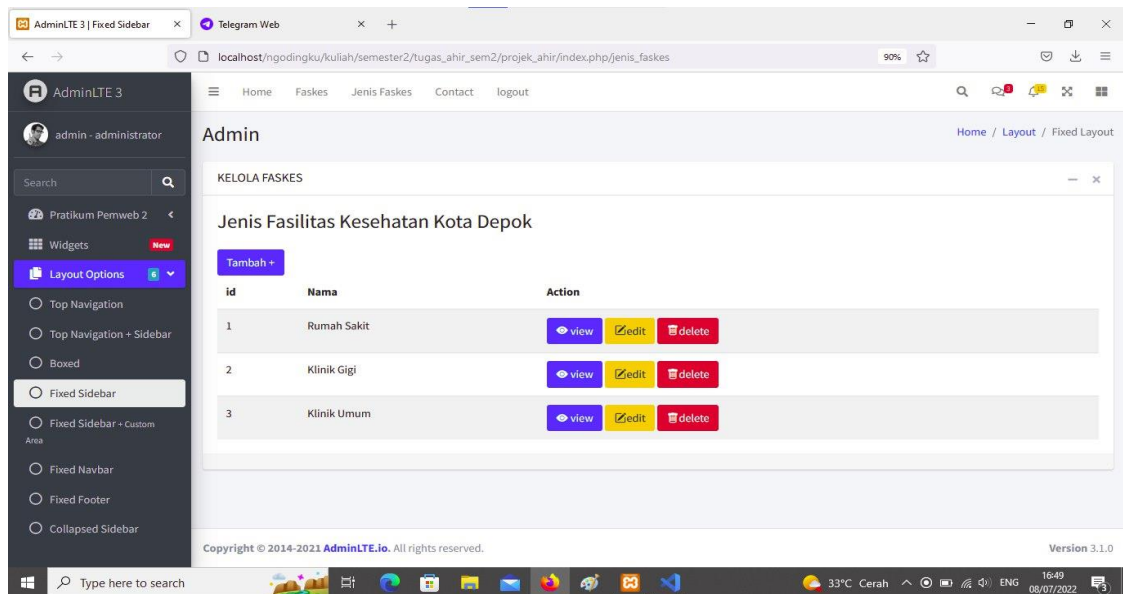 AdminLTE 3 | Fixed Sidebar
Telegram Web
localhost/ngodingku/kuliah/semester2/tugas_ahir_sem2/projek_ahir/index.php/jenis_faskes
90%
AdminLTE 3
Home Faskes Jenis Faskes Contact logout
3
15
admin - administrator
Admin
Home / Layout / Fixed Layout
Search
KELOLA FASKES
Pratikum Pemweb 2
Widgets New
Layout Options 6
Top Navigation
Top Navigation + Sidebar
Boxed
Fixed Sidebar
Fixed Sidebar + Custom
Area
Fixed Navbar
Fixed Footer
Collapsed Sidebar
Jenis Fasilitas Kesehatan Kota Depok
Tambah +
id Nama Action
1 Rumah Sakit view edit delete
2 Klinik Gigi view edit delete
3 Klinik Umum view edit delete
Copyright © 2014-2021 AdminLTE.io. All rights reserved.
Version 3.1.0
Type here to search
33°C Cerah
ENG
16:49
08/07/2022
3